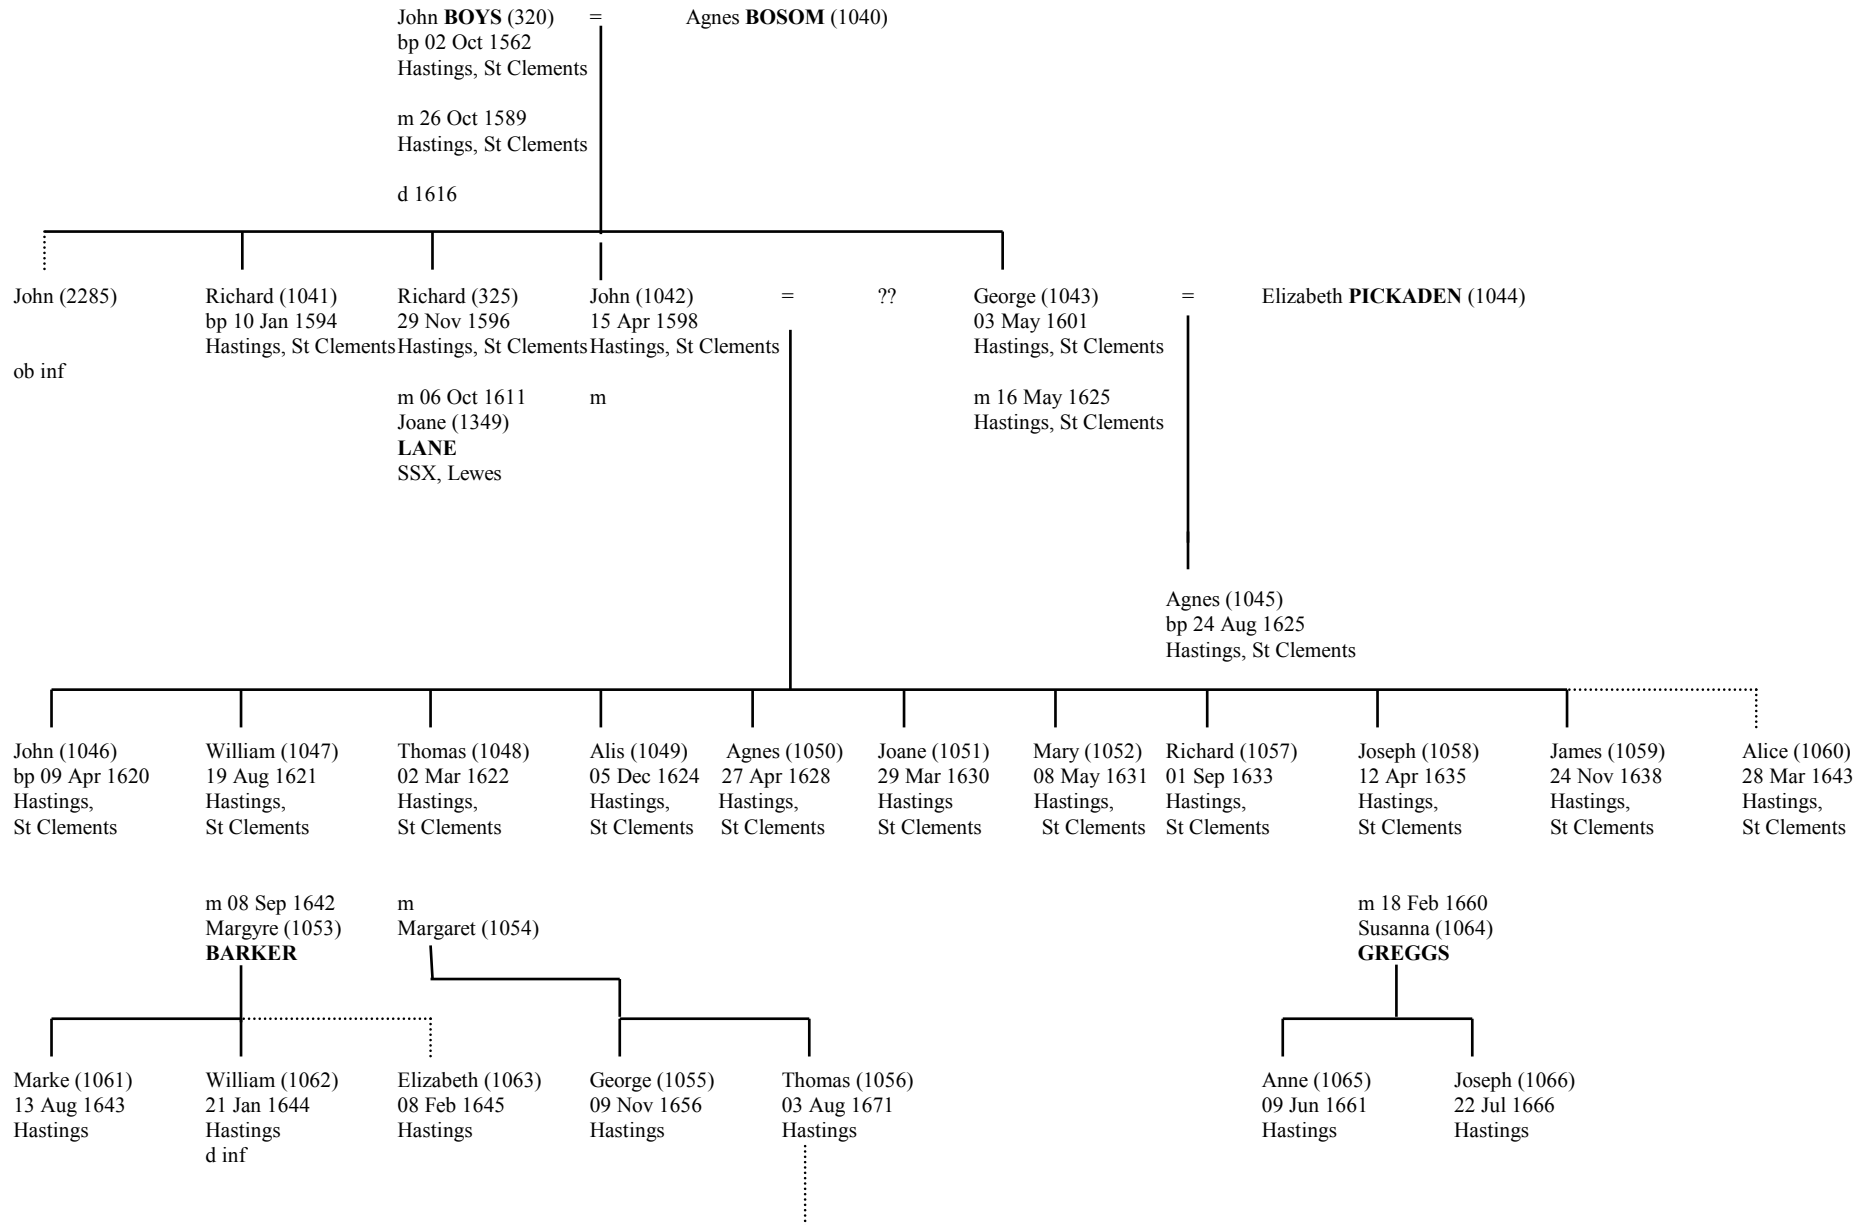 John BOYS (320) = Agnes BOSOM (1040)
bp 02 Oct 1562
Hastings, St Clements
m 26 Oct 1589
Hastings, St Clements
d 1616
John (2285)
ob inf
Richard (1041)
bp 10 Jan 1594
Hastings, St Clements
Richard (325)
29 Nov 1596
Hastings, St Clements
m 06 Oct 1611
Joane (1349)
LANE
SSX, Lewes
John (1042) = ??
15 Apr 1598
Hastings, St Clements
m
George (1043) = Elizabeth PICKADEN (1044)
03 May 1601
Hastings, St Clements
m 16 May 1625
Hastings, St Clements
Agnes (1045)
bp 24 Aug 1625
Hastings, St Clements
John (1046)
bp 09 Apr 1620
Hastings,
St Clements
William (1047)
19 Aug 1621
Hastings,
St Clements
m 08 Sep 1642
Margyre (1053)
BARKER
Thomas (1048)
02 Mar 1622
Hastings,
St Clements
m
Margaret (1054)
Alis (1049)
05 Dec 1624
Hastings,
St Clements
Agnes (1050)
27 Apr 1628
Hastings,
St Clements
Joane (1051)
29 Mar 1630
Hastings
St Clements
Mary (1052)
08 May 1631
Hastings,
St Clements
Richard (1057)
01 Sep 1633
Hastings,
St Clements
Joseph (1058)
12 Apr 1635
Hastings,
St Clements
m 18 Feb 1660
Susanna (1064)
GREGGS
James (1059)
24 Nov 1638
Hastings,
St Clements
Alice (1060)
28 Mar 1643
Hastings,
St Clements
Marke (1061)
13 Aug 1643
Hastings
William (1062)
21 Jan 1644
Hastings
d inf
Elizabeth (1063)
08 Feb 1645
Hastings
George (1055)
09 Nov 1656
Hastings
Thomas (1056)
03 Aug 1671
Hastings
Anne (1065)
09 Jun 1661
Hastings
Joseph (1066)
22 Jul 1666
Hastings